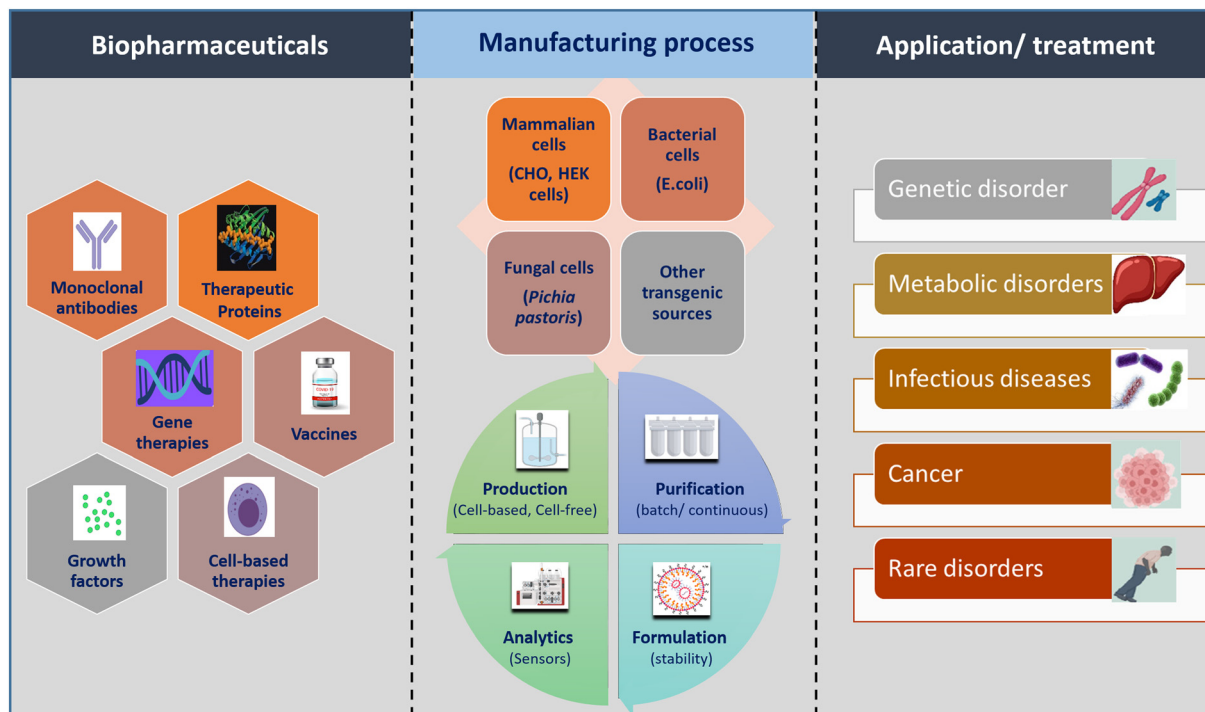 Biopharmaceuticals
Manufacturing process
Application/ treatment
Monoclonal
antibodies
Therapeutic
Proteins
Gene
therapies
Vaccines
Growth
factors
Cell-based
therapies
Mammalian
cells
(CHO, HEK
cells)
Bacterial
cells
(E.coli)
Fungal cells
(Pichia
pastoris)
Other
transgenic
sources
Production
(Cell-based, Cell-free)
Purification
(batch/ continuous)
Analytics
(Sensors)
Formulation
(stability)
Genetic disorder
Metabolic disorders
Infectious diseases
Cancer
Rare disorders